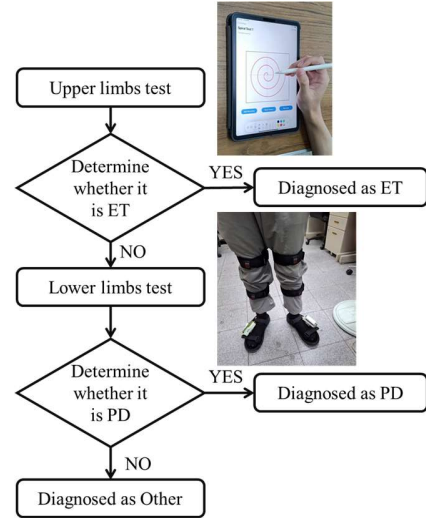 Upper limbs test
Determine
whether it
is ET
YES
Diagnosed as ET
NO
Lower limbs test
Determine
whether it
is PD
YES
Diagnosed as PD
NO
Diagnosed as Other